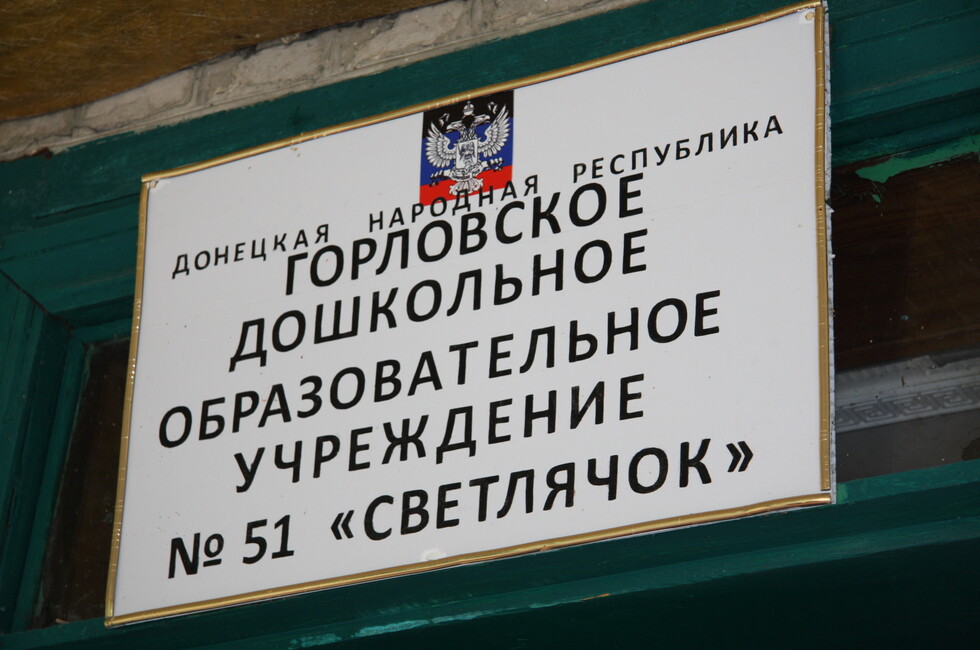 ДОНЕЦКАЯ НАРОДНАЯ РЕСПУБЛИКА
ГОРЛОВСКОЕ
ДОШКОЛЬНОЕ
ОБРАЗОВАТЕЛЬНОЕ
УЧРЕЖДЕНИЕ
№ 51 «СВЕТЛЯЧОК»